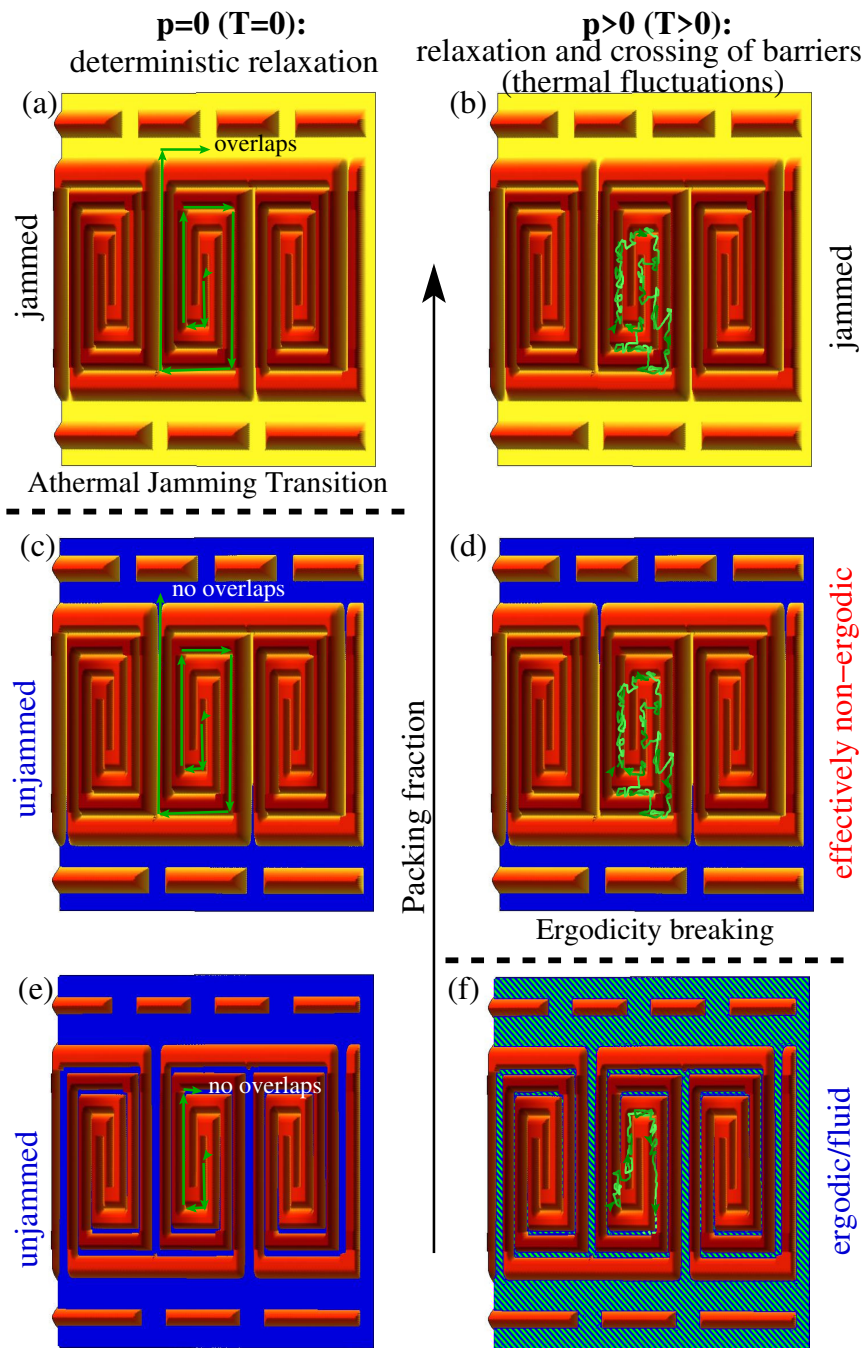 p=0 (T=0):
deterministic relaxation
p>0 (T>0):
relaxation and crossing of barriers
(thermal fluctuations)
(a)
overlaps
jammed
(b)
jammed
Athermal Jamming Transition
(c)
no overlaps
unjammed
Packing fraction
(d)
effectively non−ergodic
Ergodicity breaking
(e)
no overlaps
unjammed
(f)
ergodic/fluid